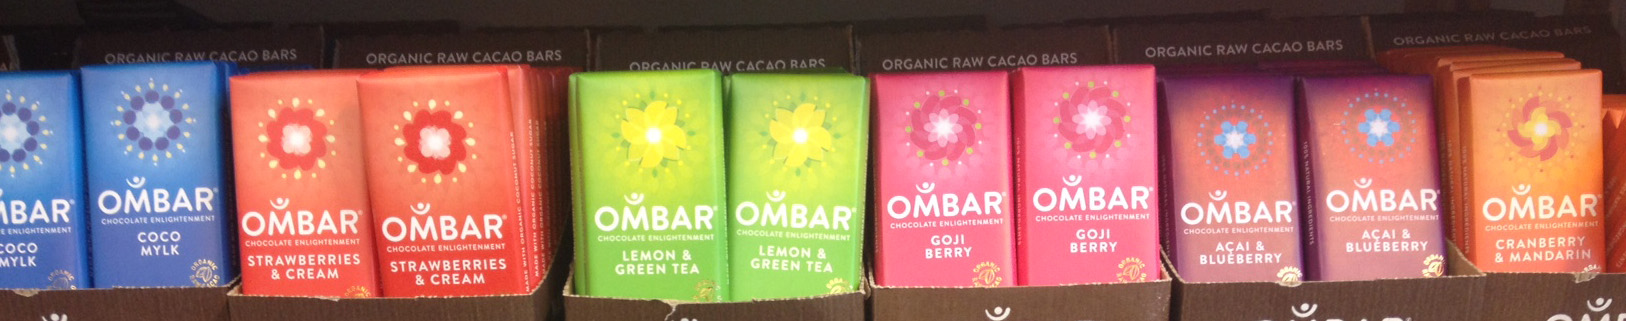 ORGANIC RAW CACAO BARS
ORGANIC RAW CACAO BARS
ORGANIC RAW CACAO BARS
ORGANIC RAW CACAO BARS
ORGANIC RAW CACAO BARS
ORGANIC RAW CACAO BARS
COCO
MYLK
OMBAR®
CHOCOLATE ENLIGHTENMENT
COCO
MYLK
OMBAR®
CHOCOLATE ENLIGHTENMENT
STRAWBERRIES
& CREAM
OMBAR®
CHOCOLATE ENLIGHTENMENT
STRAWBERRIES
& CREAM
OMBAR®
CHOCOLATE ENLIGHTENMENT
LEMON &
GREEN TEA
OMBAR®
CHOCOLATE ENLIGHTENMENT
LEMON &
GREEN TEA
OMBAR®
CHOCOLATE ENLIGHTENMENT
GOJI
BERRY
OMBAR®
CHOCOLATE ENLIGHTENMENT
GOJI
BERRY
OMBAR®
CHOCOLATE ENLIGHTENMENT
AÇAI &
BLUEBERRY
OMBAR®
CHOCOLATE ENLIGHTENMENT
AÇAI &
BLUEBERRY
OMBAR®
CHOCOLATE ENLIGHTENMENT
CRANBERRY
& MANDARIN